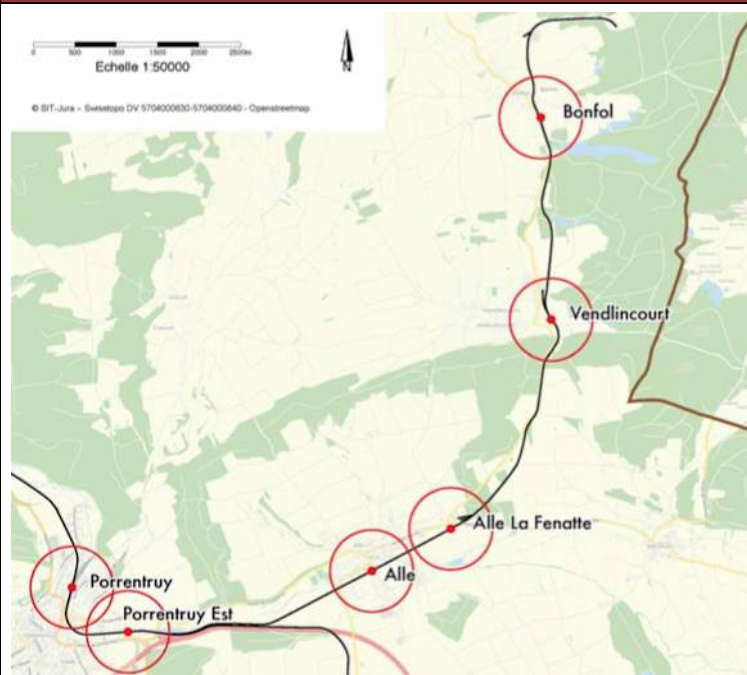 0 500 1000 1500 2000 2500m
Echelle 1:50000
N
© SIT-Jura - Swisstopo DV 5704000830-5704000840 - Openstreetmap
Bonfol
Vendlincourt
Alle La Fenatte
Alle
Porrentruy
Porrentruy Est